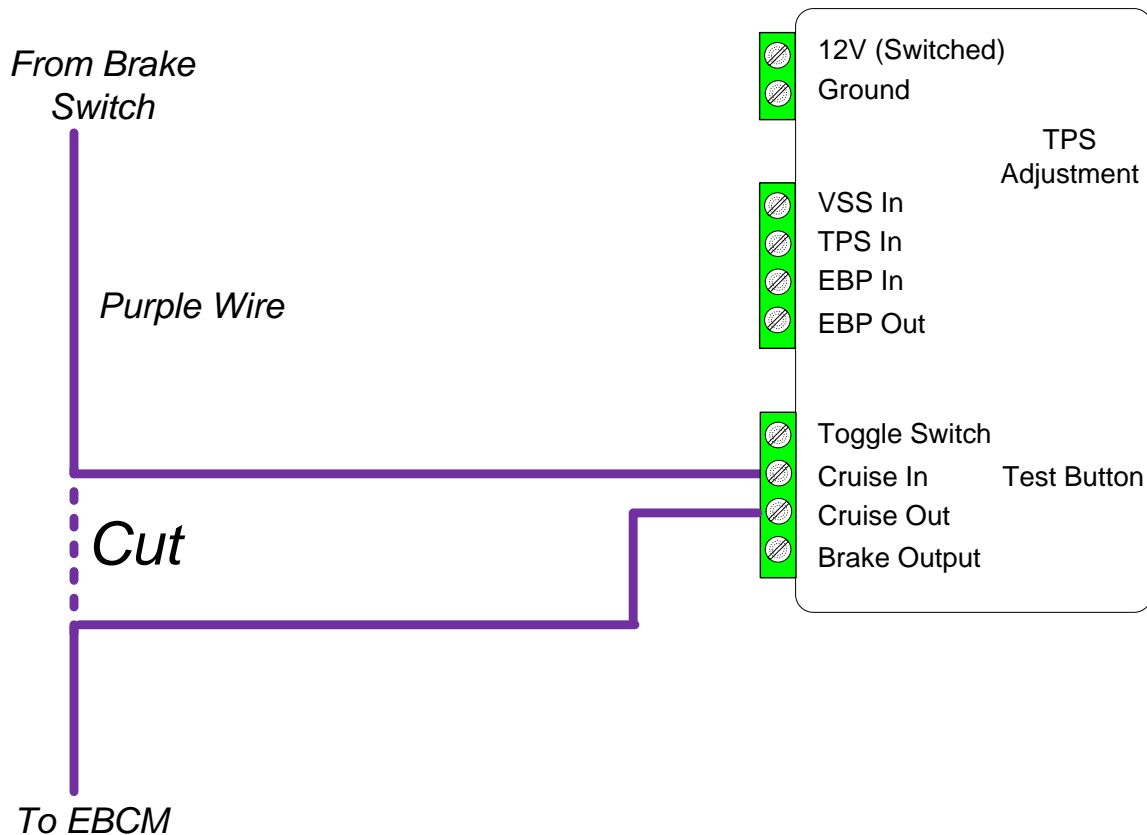 From Brake
Switch
Purple Wire
Cut
To EBCM
12V (Switched)
Ground
TPS
Adjustment
VSS In
TPS In
EBP In
EBP Out
Toggle Switch
Cruise In
Test Button
Cruise Out
Brake Output